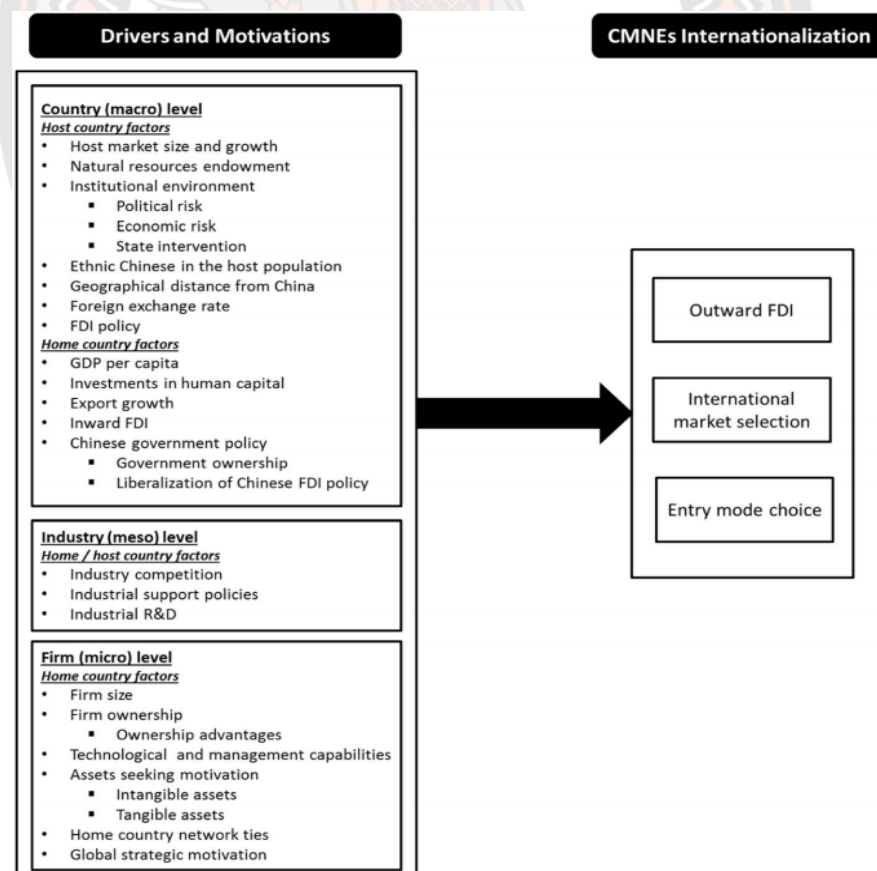 Drivers and Motivations
Country (macro) level
Host country factors
• Host market size and growth
• Natural resources endowment
• Institutional environment
▪ Political risk
▪ Economic risk
▪ State intervention
• Ethnic Chinese in the host population
• Geographical distance from China
• Foreign exchange rate
• FDI policy
Home country factors
• GDP per capita
• Investments in human capital
• Export growth
• Inward FDI
• Chinese government policy
▪ Government ownership
▪ Liberalization of Chinese FDI policy
Industry (meso) level
Home / host country factors
• Industry competition
• Industrial support policies
• Industrial R&D
Firm (micro) level
Home country factors
• Firm size
• Firm ownership
▪ Ownership advantages
• Technological and management capabilities
• Assets seeking motivation
▪ Intangible assets
▪ Tangible assets
• Home country network ties
• Global strategic motivation
CMNEs Internationalization
Outward FDI
International
market selection
Entry mode choice